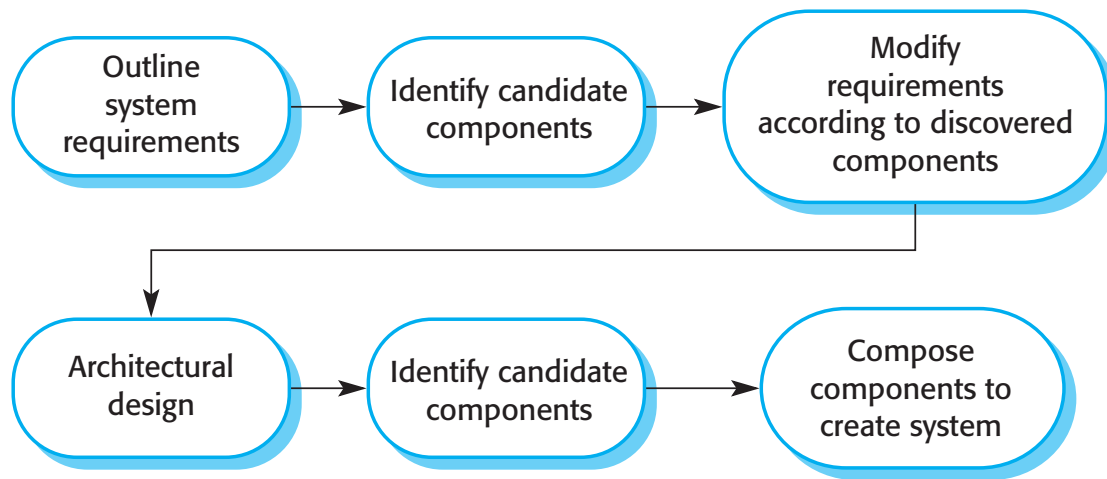 Outline
system
requirements
Identify candidate
components
Modify
requirements
according to discovered
components
Architectural
design
Identify candidate
components
Compose
components to
create system